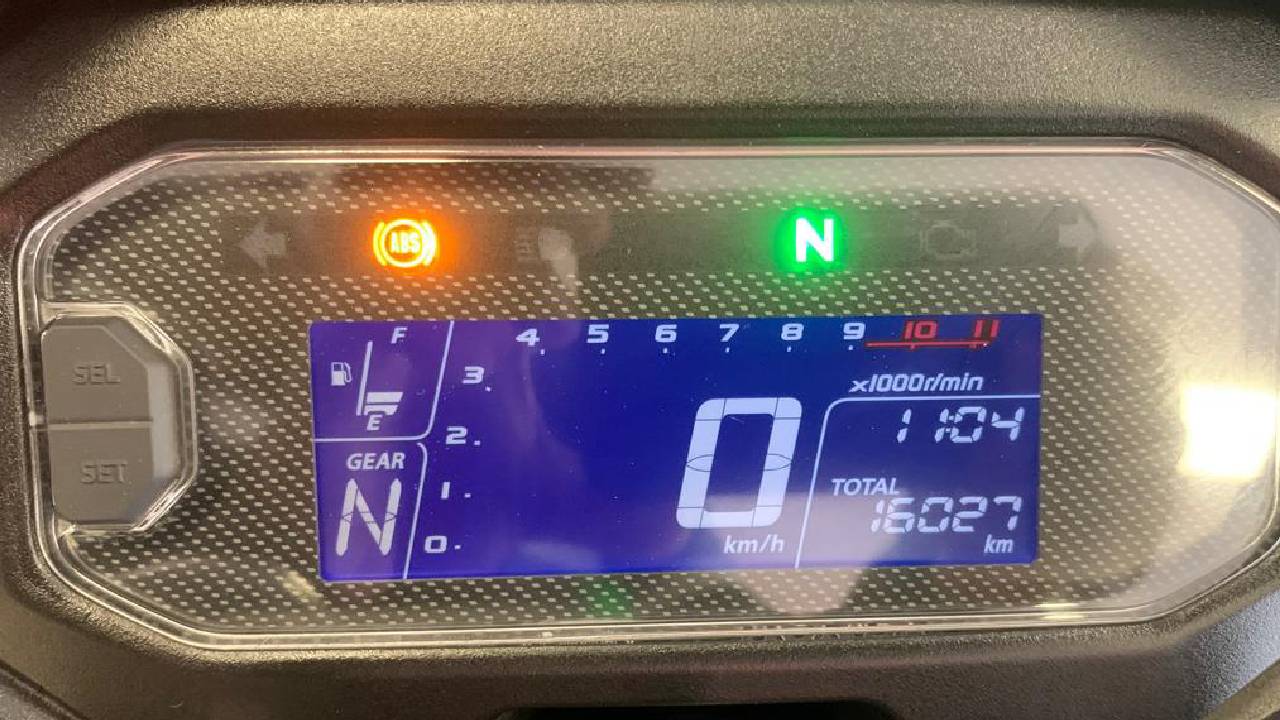 ABS
N
SEL
SET
F
E
GEAR
N
0
1
2
3
4 5 6 7 8 9 10 11
x1000r/min
0
km/h
11:04
TOTAL
16027
km